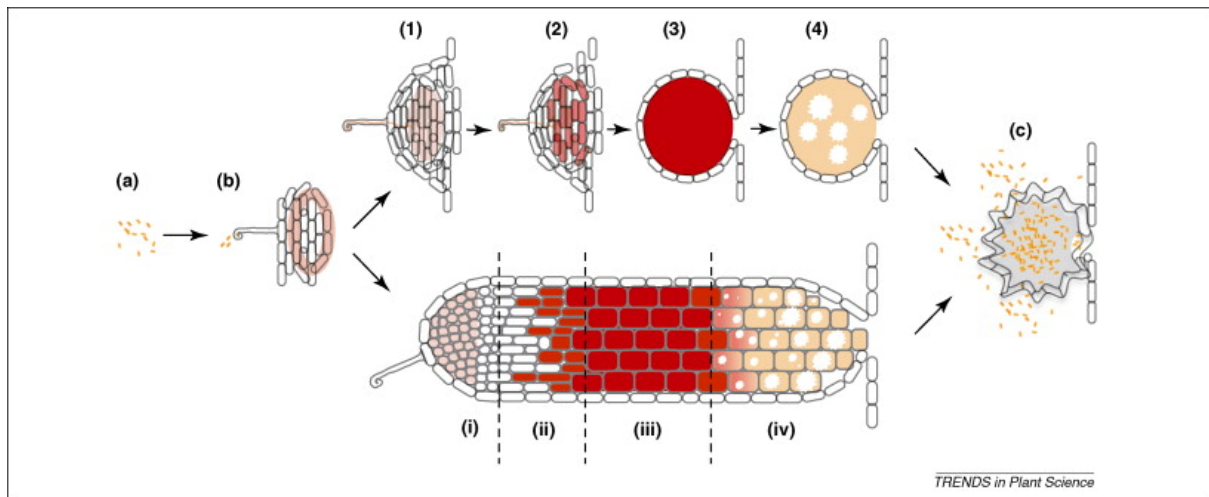 (1) (2) (3) (4)
(c)
(a) (b)
(i) (ii) (iii) (iv)
TRENDS in Plant Science